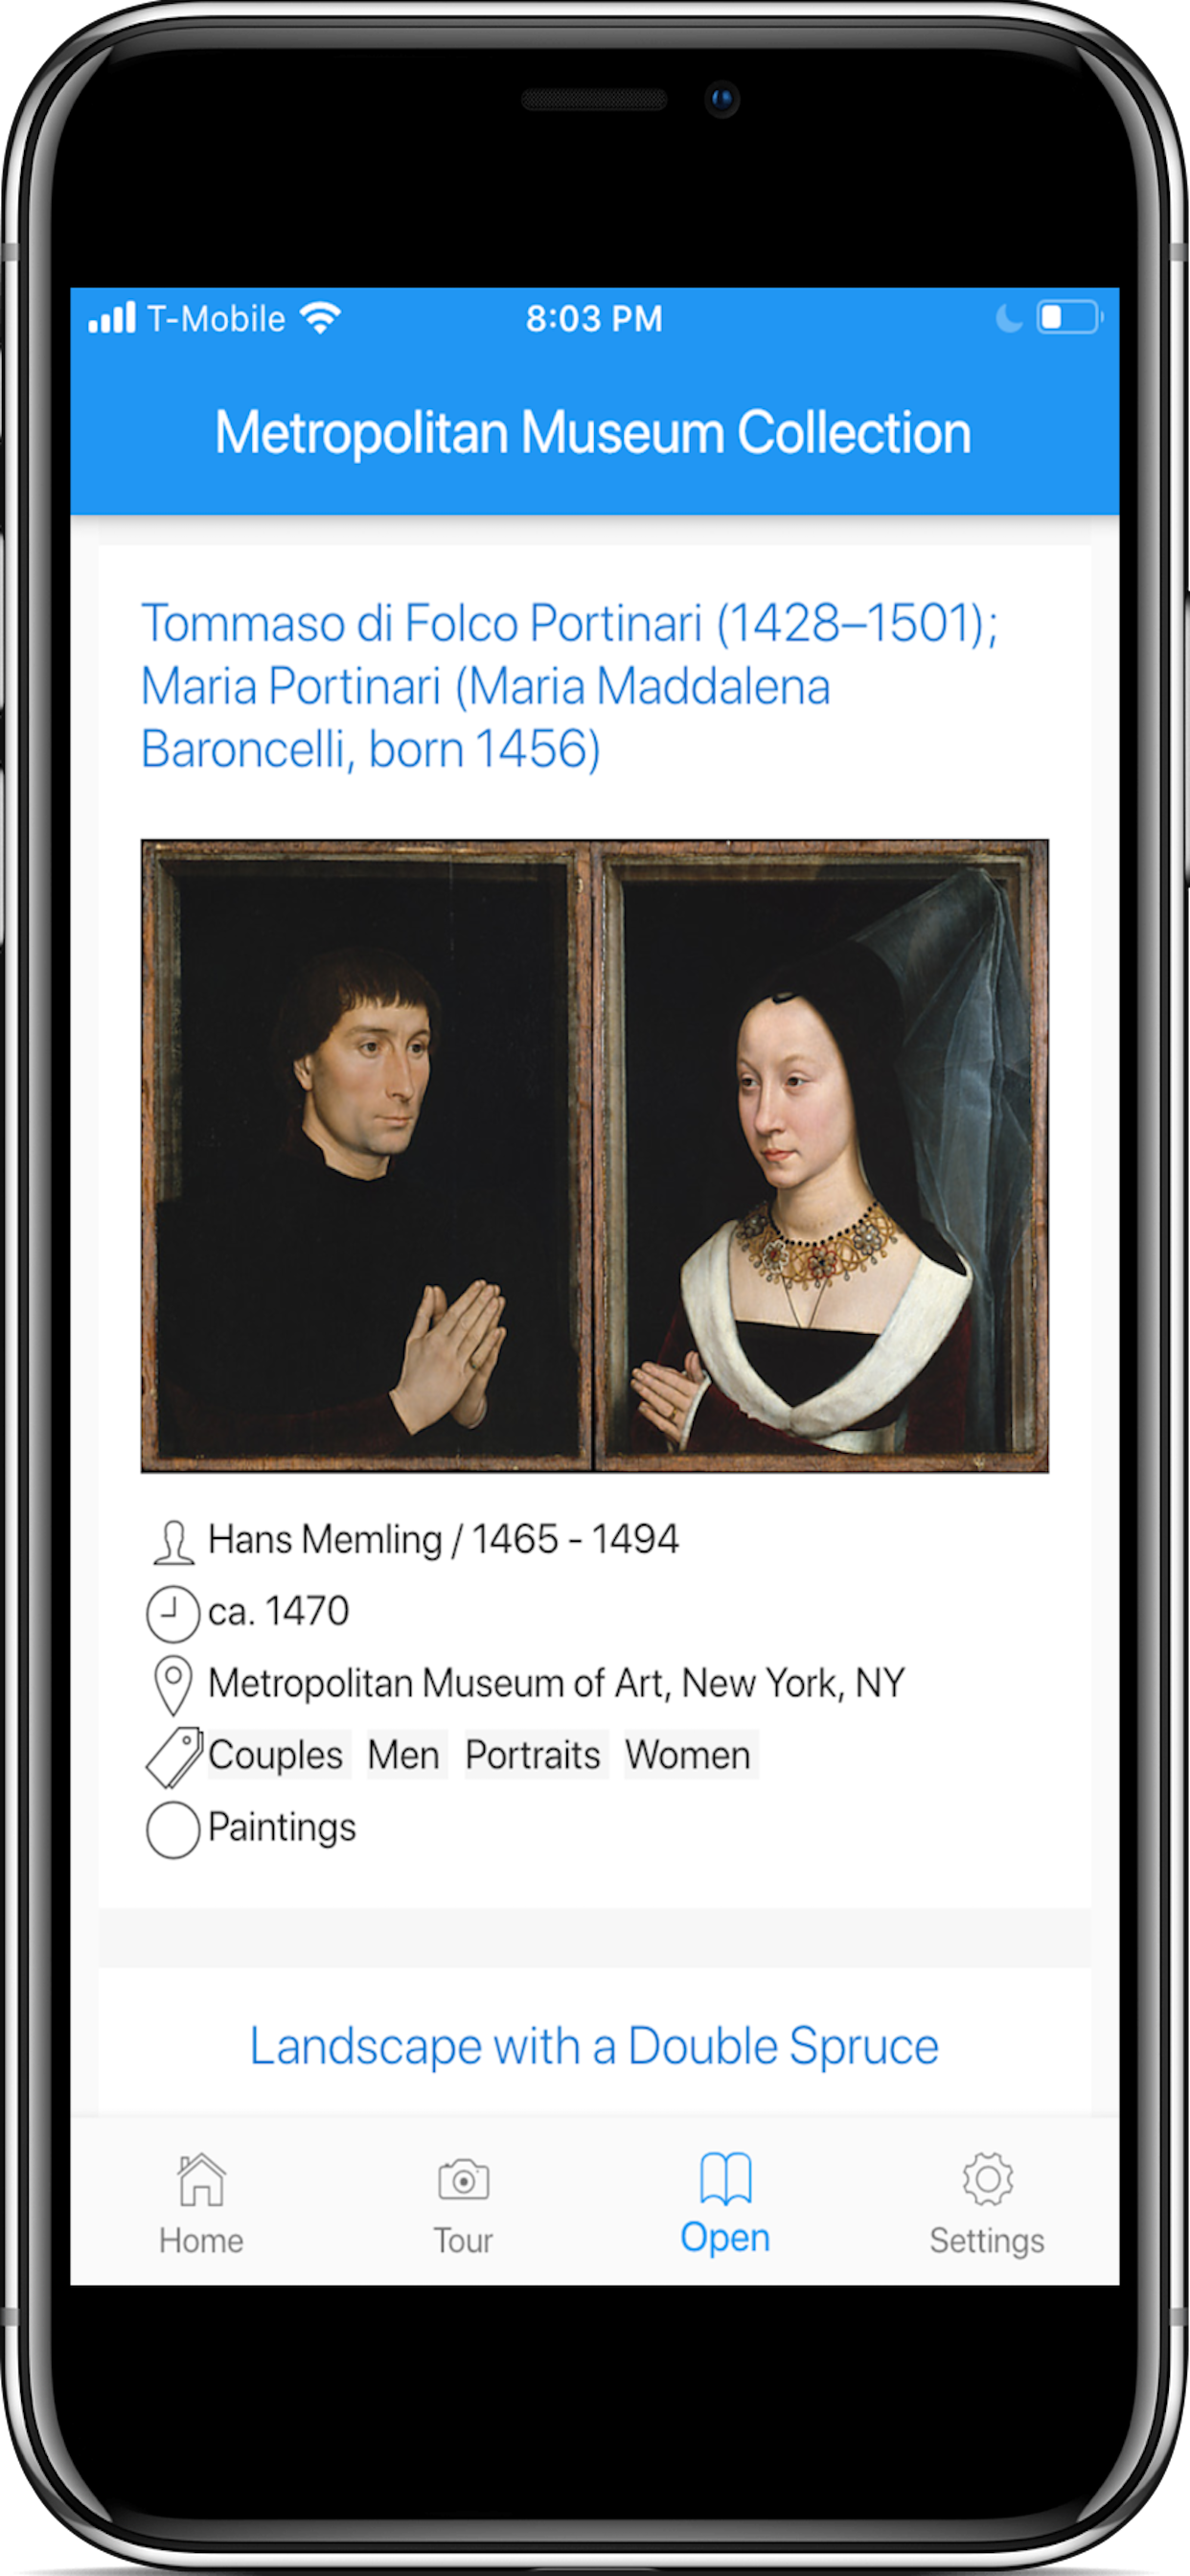 T-Mobile 8:03 PM
Metropolitan Museum Collection
Tommaso di Folco Portinari (1428–1501);
Maria Portinari (Maria Maddalena
Baroncelli, born 1456)
Hans Memling / 1465 - 1494
ca. 1470
Metropolitan Museum of Art, New York, NY
Couples Men Portraits Women
Paintings
Landscape with a Double Spruce
Home Tour Open Settings